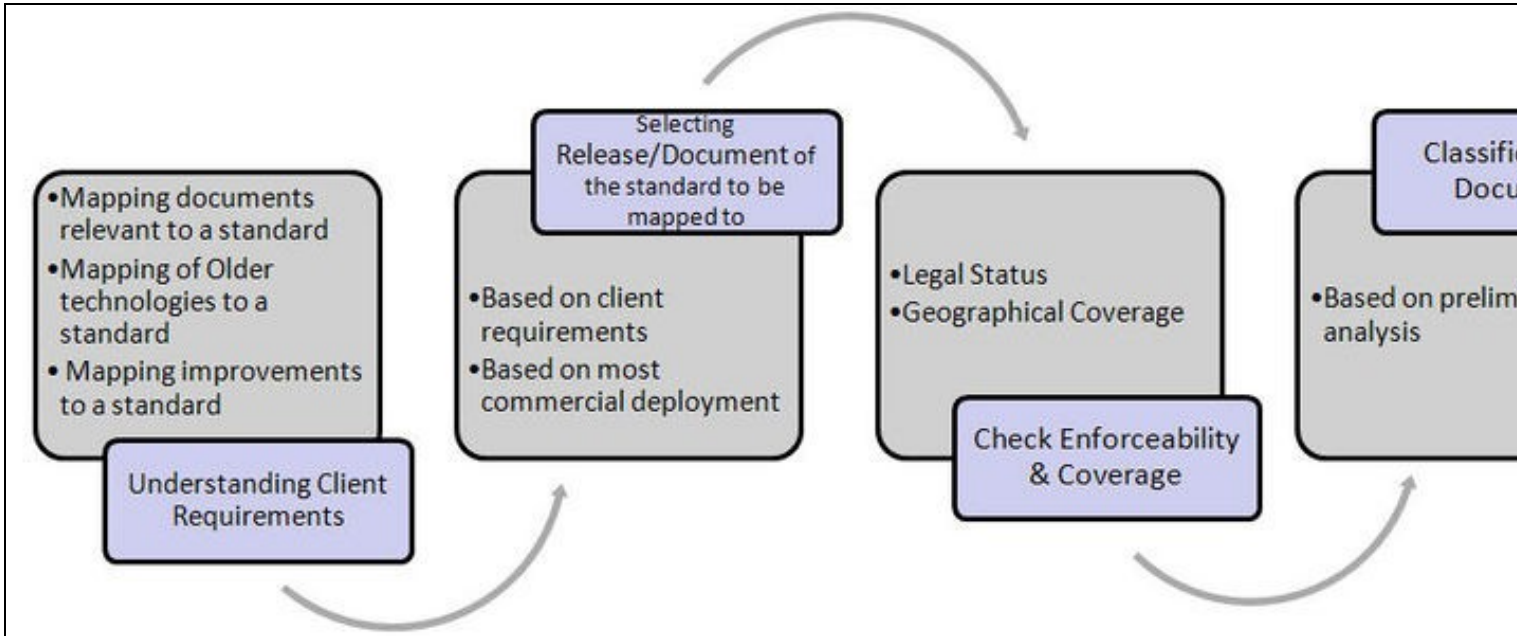 •Mapping documents
relevant to a standard
•Mapping of Older
technologies to a
standard
• Mapping improvements
to a standard
Understanding Client
Requirements
Selecting
Release/Document of
the standard to be
mapped to
•Based on client
requirements
•Based on most
commercial deployment
•Legal Status
•Geographical Coverage
Check Enforceability
& Coverage
•Based on
analysis